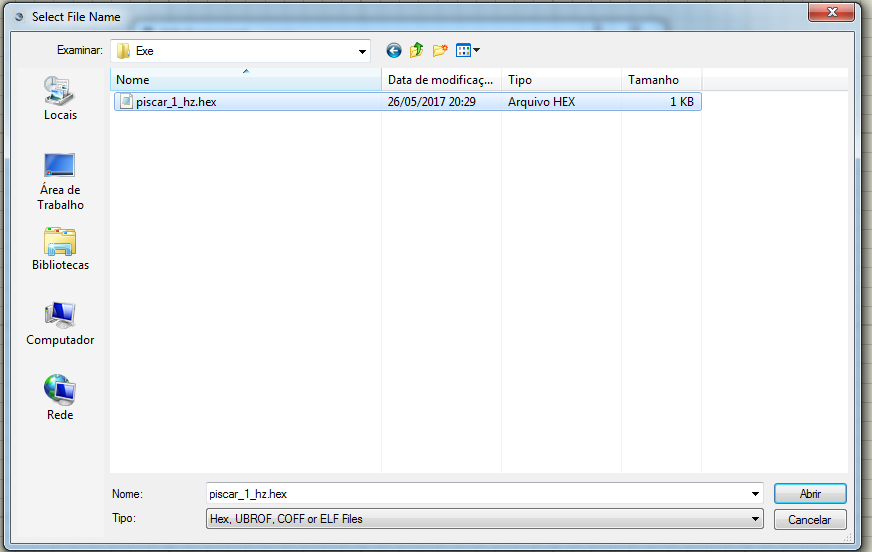 Select File Name
Examinar: Exe
Nome Data de modificaç... Tipo Tamanho
piscar_1_hz.hex 26/05/2017 20:29 Arquivo HEX 1 KB
Locais
Área de
Trabalho
Bibliotecas
Computador
Rede
Nome: piscar_1_hz.hex Abrir
Tipo: Hex, UBROF, COFF or ELF Files Cancelar